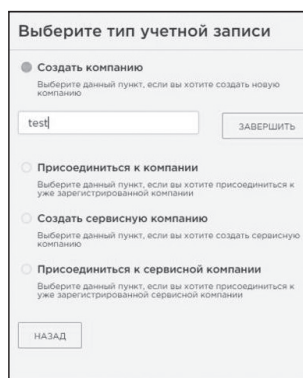 Выберите тип учетной записи
Создать компанию
Выберите данный пункт, если вы хотите создать новую
компанию
test
ЗАВЕРШИТЬ
Присоединиться к компании
Выберите данный пункт, если вы хотите присоединиться к
уже зарегистрированной компании
Создать сервисную компанию
Выберите данный пункт, если вы хотите создать сервисную
компанию
Присоединиться к сервисной компании
Выберите данный пункт, если вы хотите присоединиться к
уже зарегистрированной сервисной компании
НАЗАД